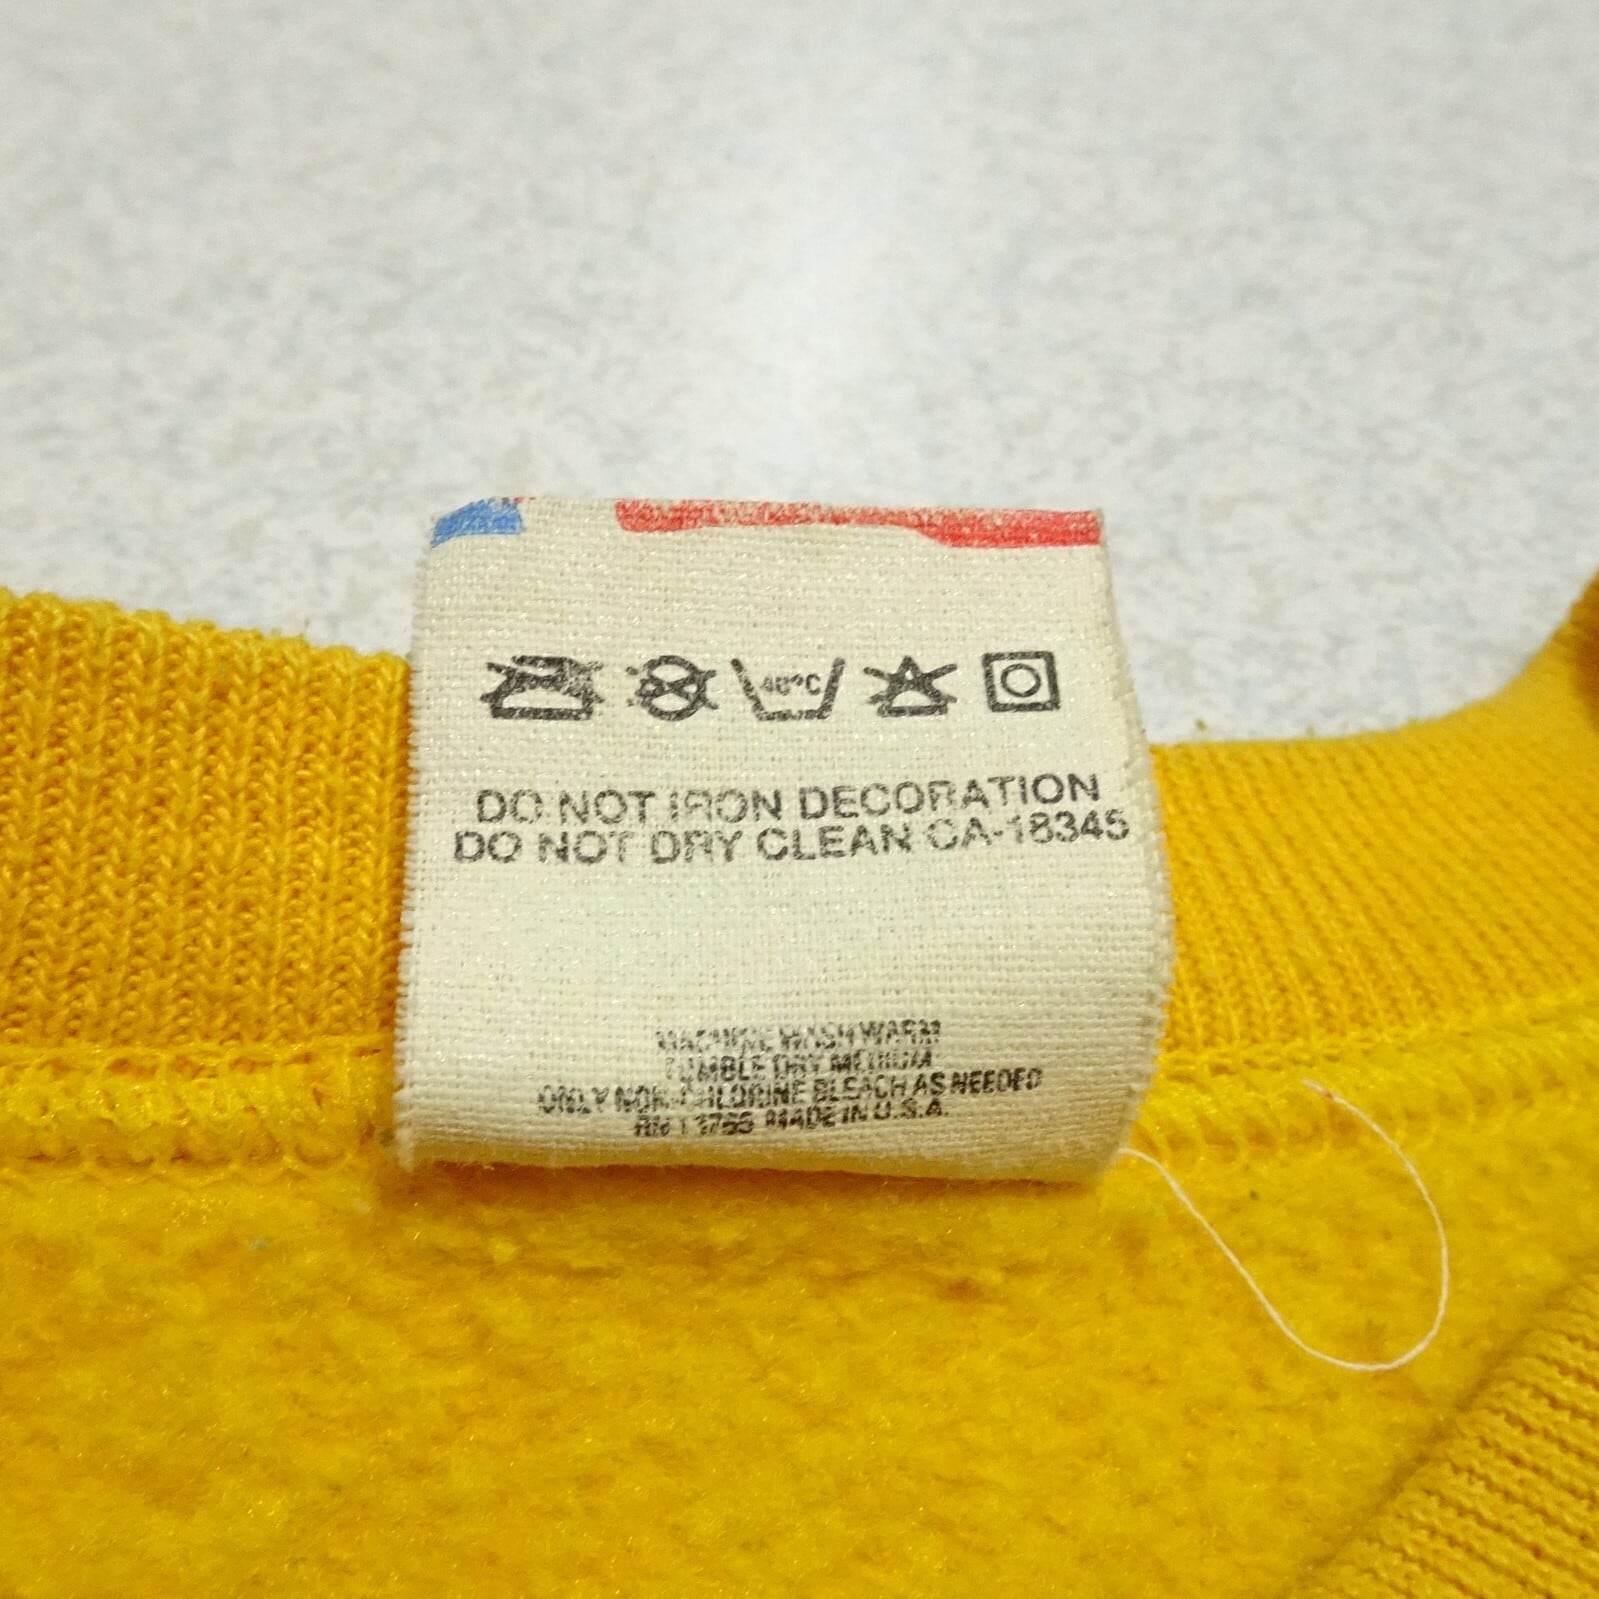 40°C
DO NOT IRON DECORATION
DO NOT DRY CLEAN CA-18345
MACHINE WASH WARM
TUMBLE DRY MEDIUM
ONLY NON-CHLORINE BLEACH AS NEEDED
RN 13765 MADE IN U.S.A.